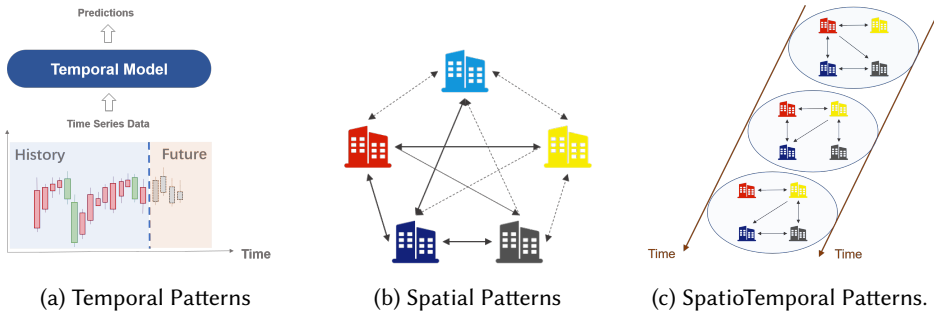 Predictions
Temporal Model
Time Series Data
History
Future
Time
(a) Temporal Patterns
(b) Spatial Patterns
Time
Time
(c) SpatioTemporal Patterns.